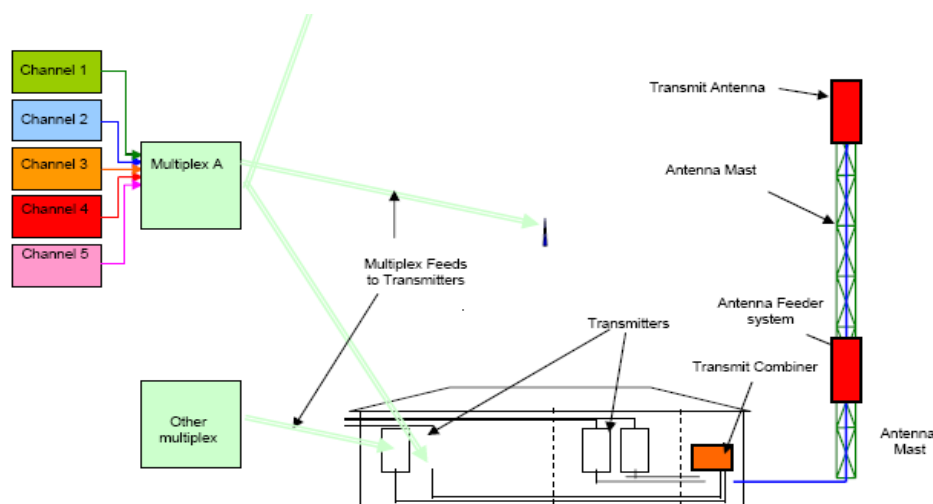 Channel 1
Channel 2
Channel 3
Channel 4
Channel 5
Multiplex A
Transmit Antenna
Antenna Mast
Multiplex Feeds
to Transmitters
Antenna Feeder
system
Transmitters
Transmit Combiner
Other
multiplex
Antenna
Mast